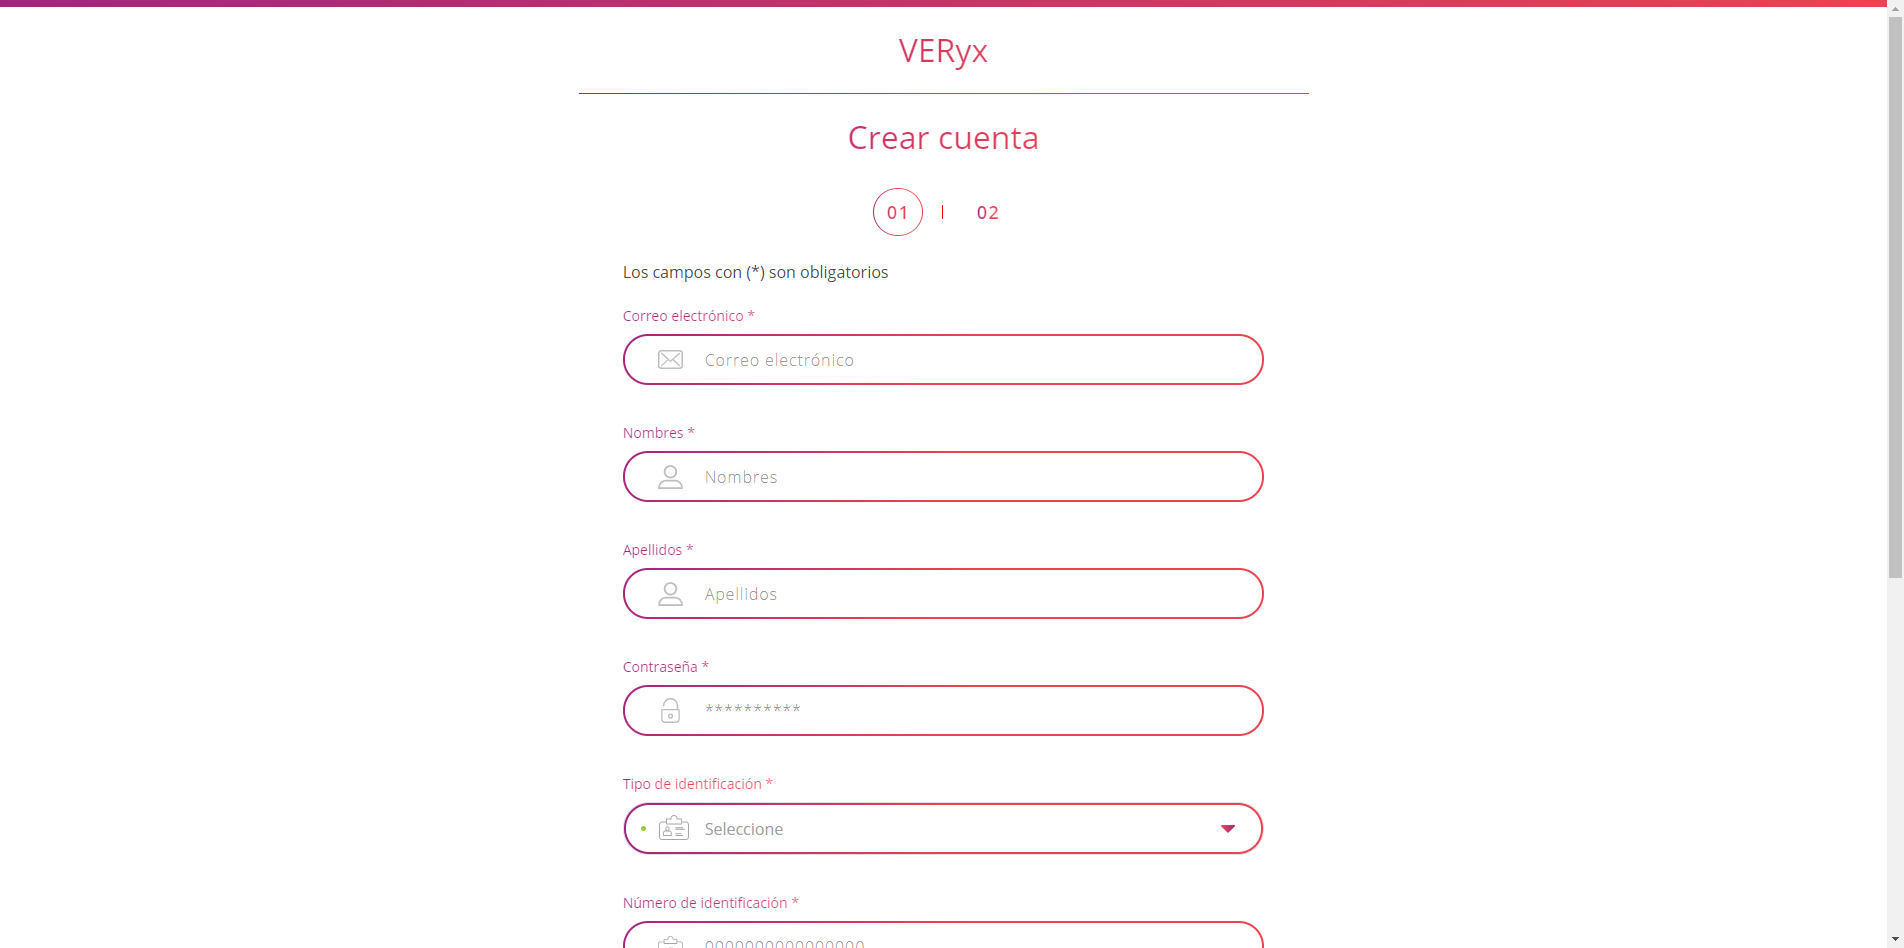 VERyx
Crear cuenta
01 | 02
Los campos con (*) son obligatorios
Correo electrónico *
Correo electrónico
Nombres *
Nombres
Apellidos *
Apellidos
Contraseña *
**********
Tipo de identificación *
Seleccione
Número de identificación *
0000000000000000